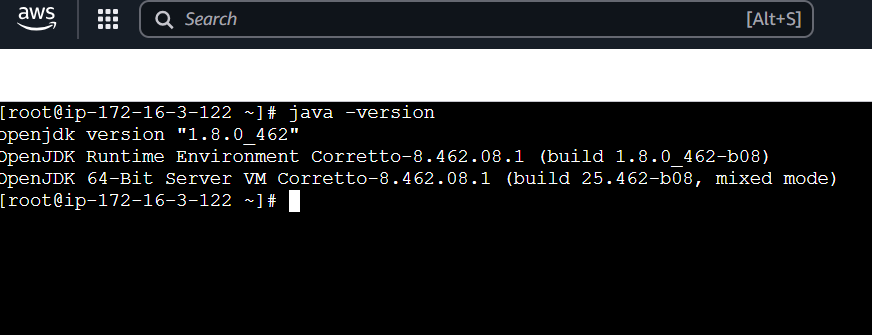 aws
Search [Alt+S]
[root@ip-172-16-3-122 ~]# java -version
openjdk version "1.8.0_462"
OpenJDK Runtime Environment Corretto-8.462.08.1 (build 1.8.0_462-b08)
OpenJDK 64-Bit Server VM Corretto-8.462.08.1 (build 25.462-b08, mixed mode)
[root@ip-172-16-3-122 ~]#